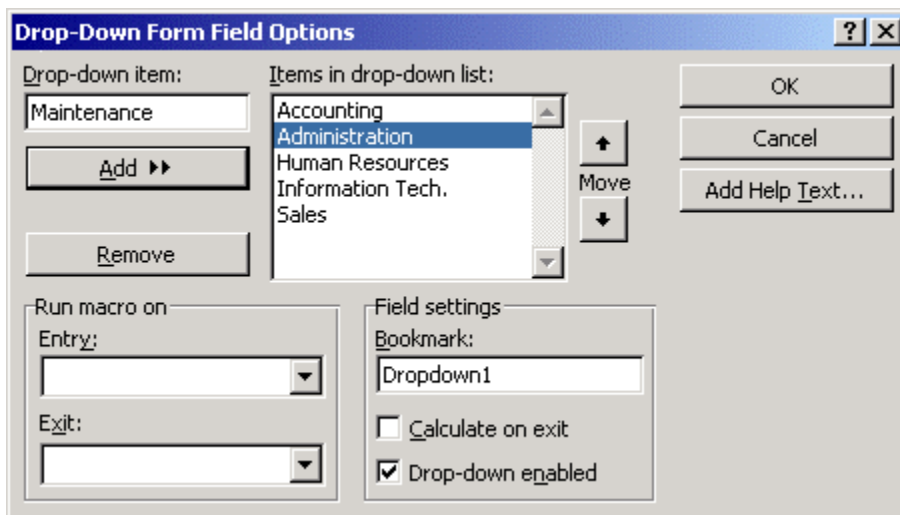 Drop-Down Form Field Options
Drop-down item:
Maintenance
Add
Remove
Items in drop-down list:
Accounting
Administration
Human Resources
Information Tech.
Sales
Move
OK
Cancel
Add Help Text...
Run macro on
Entry:
Exit:
Field settings
Bookmark:
Dropdown1
Calculate on exit
Drop-down enabled